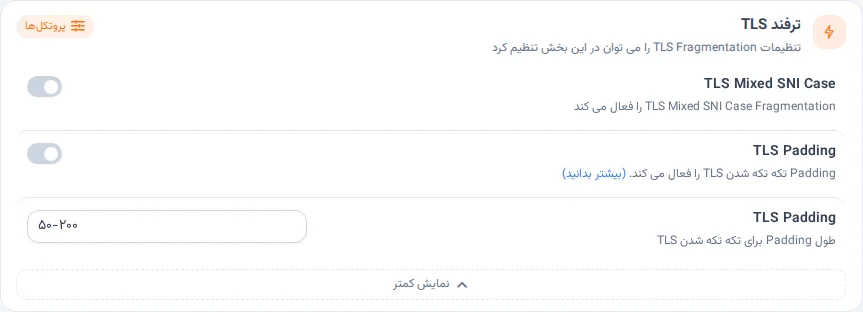 ترفند TLS
پروتکل‌ها
تنظیمات TLS Fragmentation را می توان در این بخش تنظیم کرد
TLS Mixed SNI Case
TLS Mixed SNI Case Fragmentation را فعال می کند
TLS Padding
Padding تکه تکه شدن TLS را فعال می کند. (بیشتر بدانید)
TLS Padding
طول Padding برای تکه تکه شدن TLS
۵۰-۲۰۰
نمایش کمتر